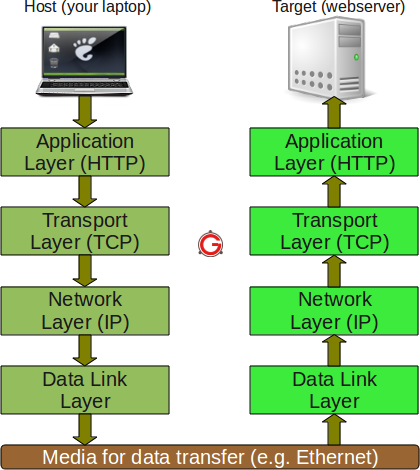 Host (your laptop)
Target (webserver)
Application
Layer (HTTP)
Application
Layer (HTTP)
Transport
Layer (TCP)
Transport
Layer (TCP)
G
Network
Layer (IP)
Network
Layer (IP)
Data Link
Layer
Data Link
Layer
Media for data transfer (e.g. Ethernet)